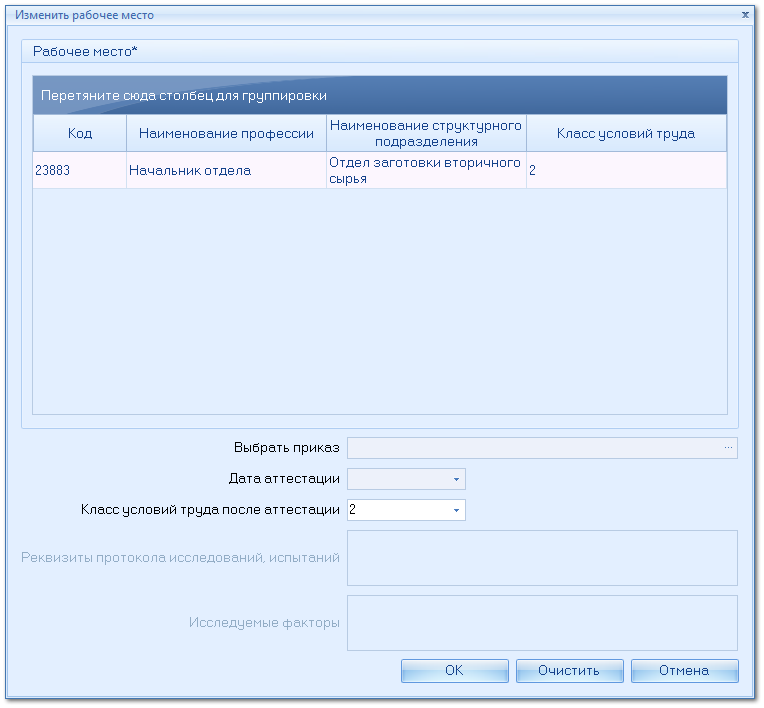 Изменить рабочее место
Рабочее место*
Перетяните сюда столбец для группировки
Код
Наименование профессии
Наименование структурного
подразделения
Класс условий труда
23883
Начальник отдела
Отдел заготовки вторичного
сырья
2
Выбрать приказ
...
Дата аттестации
Класс условий труда после аттестации
2
Реквизиты протокола исследований, испытаний
Исследуемые факторы
ОК
Очистить
Отмена